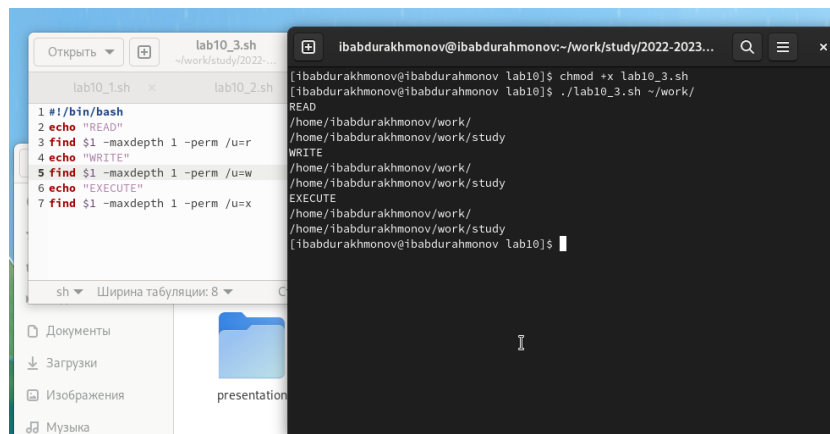 Открыть
lab10_3.sh
~/work/study/2022-...
lab10_1.sh
lab10_2.sh
1 #!/bin/bash
2 echo "READ"
3 find $1 -maxdepth 1 -perm /u=r
4 echo "WRITE"
5 find $1 -maxdepth 1 -perm /u=w
6 echo "EXECUTE"
7 find $1 -maxdepth 1 -perm /u=x
sh
Ширина табуляции: 8
Документы
Загрузки
Изображения
Музыка
presentation
ibabdurakhmonov@ibabdurahmonov:~/work/study/2022-2023...
[ibabdurakhmonov@ibabdurahmonov lab10]$ chmod +x lab10_3.sh
[ibabdurakhmonov@ibabdurahmonov lab10]$ ./lab10_3.sh ~/work/
READ
/home/ibabdurakhmonov/work/
/home/ibabdurakhmonov/work/study
WRITE
/home/ibabdurakhmonov/work/
/home/ibabdurakhmonov/work/study
EXECUTE
/home/ibabdurakhmonov/work/
/home/ibabdurakhmonov/work/study
[ibabdurakhmonov@ibabdurahmonov lab10]$